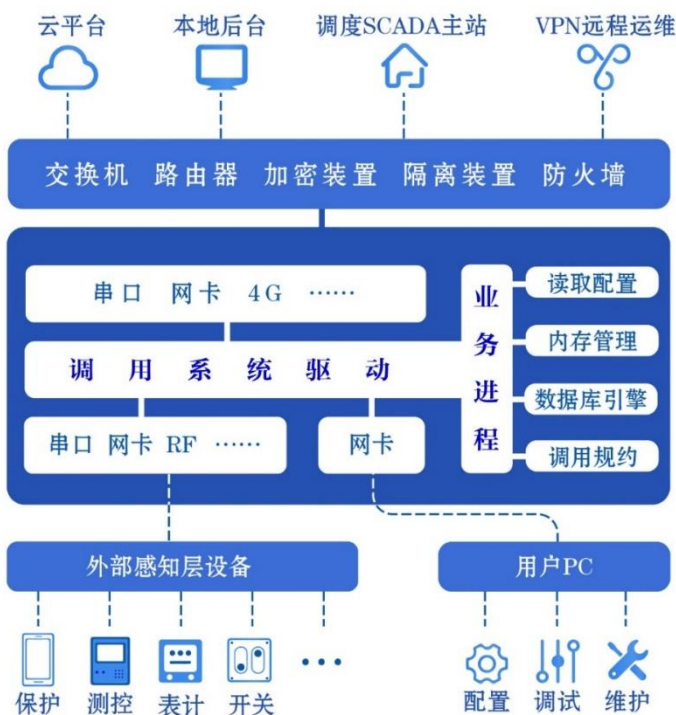 云平台 本地后台 调度SCADA主站 VPN远程运维
交换机 路由器 加密装置 隔离装置 防火墙
串口 网卡 4G ……
调用系统驱动
串口 网卡 RF ……
网卡
业务进程
读取配置
内存管理
数据库引擎
调用规约
外部感知层设备
用户PC
保护 测控 表计 开关
配置 调试 维护